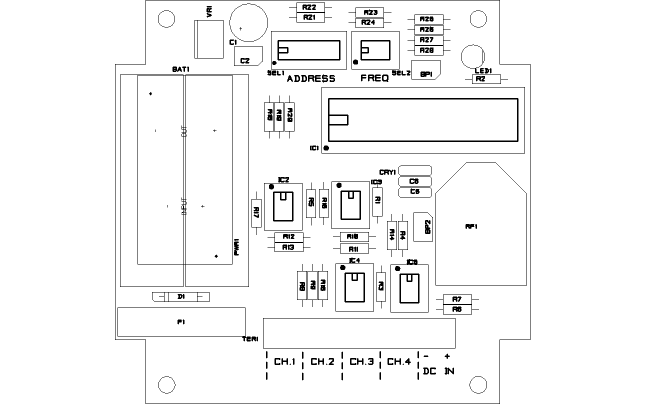 VR1
R22
R21
R23
R24
R25
R26
R27
R28
C1
C2
SEL1
ADDRESS
FREQ
SEL2
BP1
LED1
R2
BAT1
IC1
OUT
INPUT
PWR1
CRY1
C8
C6
IC2
IC3
R17
R5
R16
R1
R12
R13
R10
R11
R14
R4
BP2
RF1
IC4
IC5
R8
R9
R3
R7
R6
D1
F1
TER1
CH.1
CH.2
CH.3
CH.4
- +
DC IN